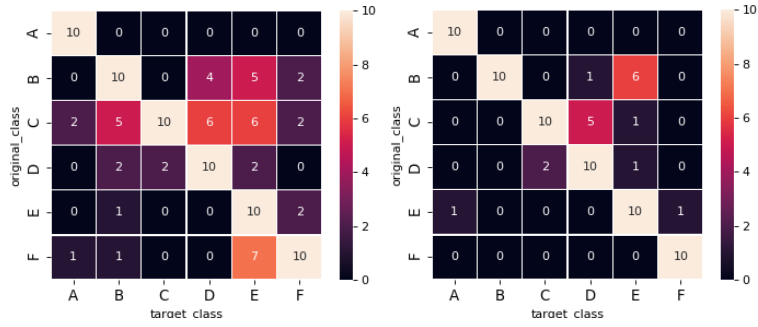 original_class
A 10 0 0 0 0 0
B 0 10 0 4 5 2
C 2 5 10 6 6 2
D 0 2 2 10 2 0
E 0 1 0 0 10 2
F 1 1 0 0 7 10
A B C D E F
target_class
10
8
6
4
2
0
original_class
A 10 0 0 0 0 0
B 0 10 0 1 6 0
C 0 0 10 5 1 0
D 0 0 2 10 1 0
E 1 0 0 0 10 1
F 0 0 0 0 0 10
A B C D E F
target_class
10
8
6
4
2
0